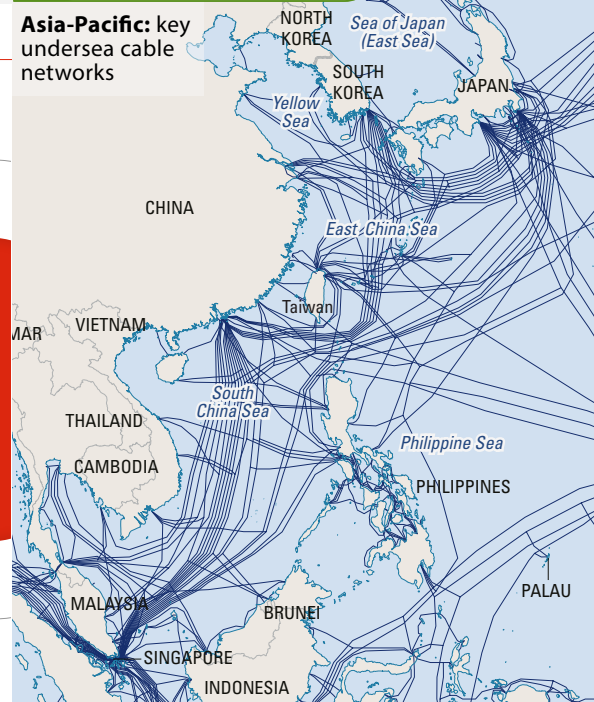 Asia-Pacific: key
undersea cable
networks
NORTH
KOREA
Sea of Japan
(East Sea)
SOUTH
KOREA
JAPAN
Yellow
Sea
CHINA
East China Sea
Taiwan
MAR
VIETNAM
South
China Sea
THAILAND
Philippine Sea
CAMBODIA
PHILIPPINES
PALAU
MALAYSIA
BRUNEI
SINGAPORE
INDONESIA